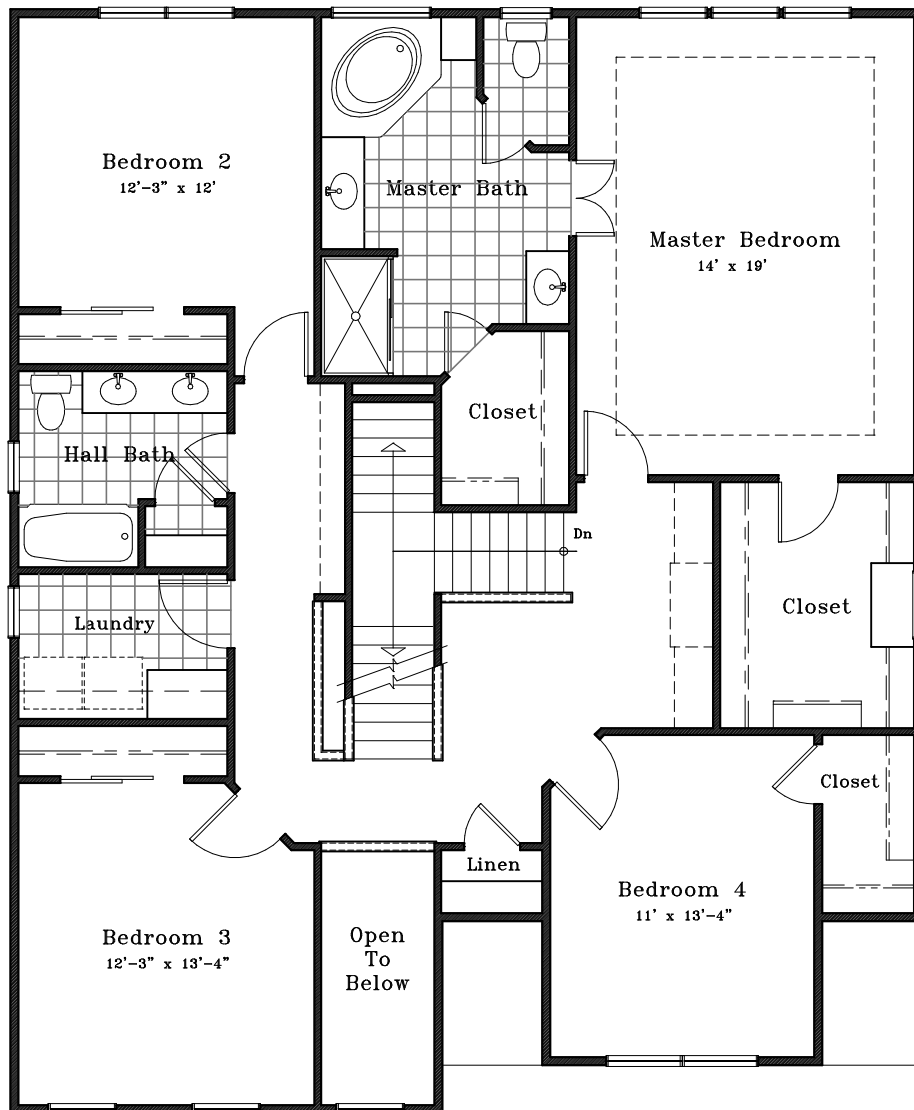 Bedroom 2
12'-3" x 12'
Master Bath
Master Bedroom
14' x 19'
Closet
Hall Bath
Dn
Closet
Laundry
Closet
Linen
Bedroom 4
11' x 13'-4"
Bedroom 3
12'-3" x 13'-4"
Open
To
Below